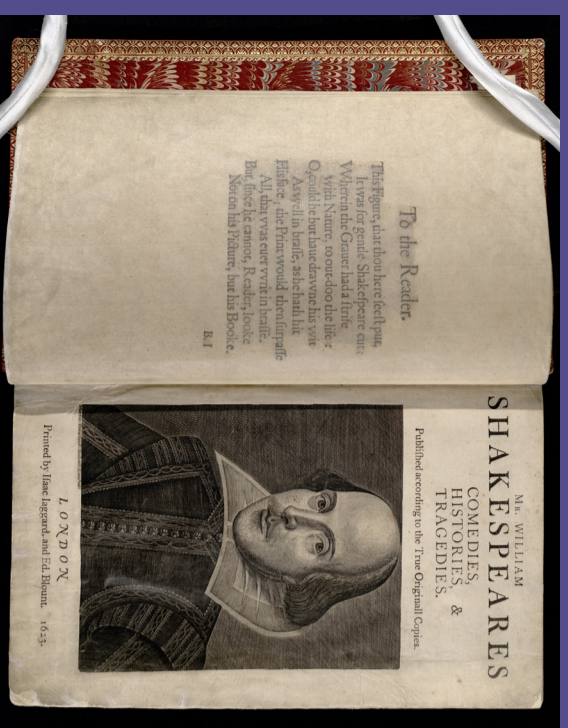 To the Reader.
This Figure, that thou here ſeeſt put,
It was for gentle Shakeſpeare cut:
Wherein the Grauer had a ſtrife
with Nature, to out-doo the life:
O, could he but haue drawne his wit
As well in braſſe, as he hath hit
Hisface; the Print would then ſurpaſſe
All, that vvas euer vvrit in braſſe.
But, ſince he cannot, Reader, looke
Not on his Picture, but his Booke.
B.I
Mr. WILLIAM
SHAKESPEARES
COMEDIES,
HISTORIES, &
TRAGEDIES.
Publiſhed according to the True Originall Copies.
LONDON
Printed by Iſaac Iaggard, and Ed. Blount. 1623.